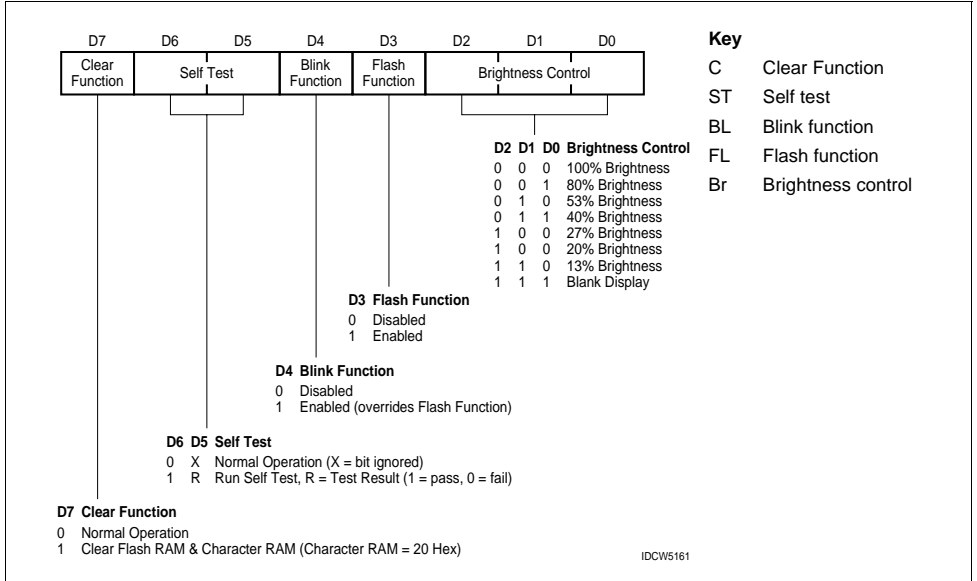 D7 D6 D5 D4 D3 D2 D1 D0
Clear Function
Self Test
Blink Function
Flash Function
Brightness Control
Key
C Clear Function
ST Self test
BL Blink function
FL Flash function
Br Brightness control
D2 D1 D0 Brightness Control
0 0 0 100% Brightness
0 0 1 80% Brightness
0 1 0 53% Brightness
0 1 1 40% Brightness
1 0 0 27% Brightness
1 0 0 20% Brightness
1 1 0 13% Brightness
1 1 1 Blank Display
D3 Flash Function
0 Disabled
1 Enabled
D4 Blink Function
0 Disabled
1 Enabled (overrides Flash Function)
D6 D5 Self Test
0 X Normal Operation (X = bit ignored)
1 R Run Self Test, R = Test Result (1 = pass, 0 = fail)
D7 Clear Function
0 Normal Operation
1 Clear Flash RAM & Character RAM (Character RAM = 20 Hex)
IDCW5161